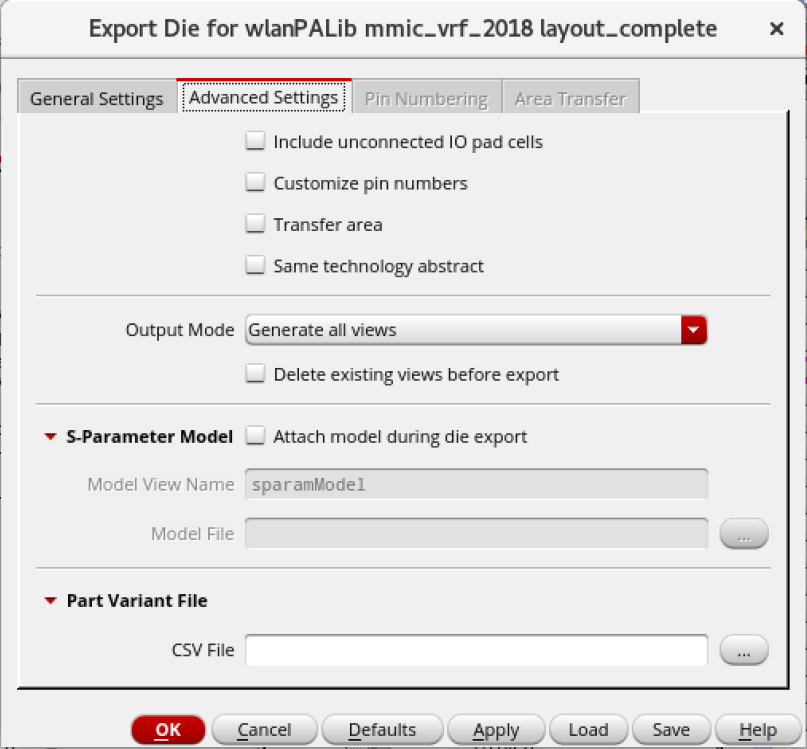 Export Die for wlanPALib mmic_vrf_2018 layout_complete ×
General Settings Advanced Settings Pin Numbering Area Transfer
Include unconnected IO pad cells
Customize pin numbers
Transfer area
Same technology abstract
Output Mode Generate all views
Delete existing views before export
S-Parameter Model Attach model during die export
Model View Name sparamModel
Model File ...
Part Variant File
CSV File ...
OK Cancel Defaults Apply Load Save Help